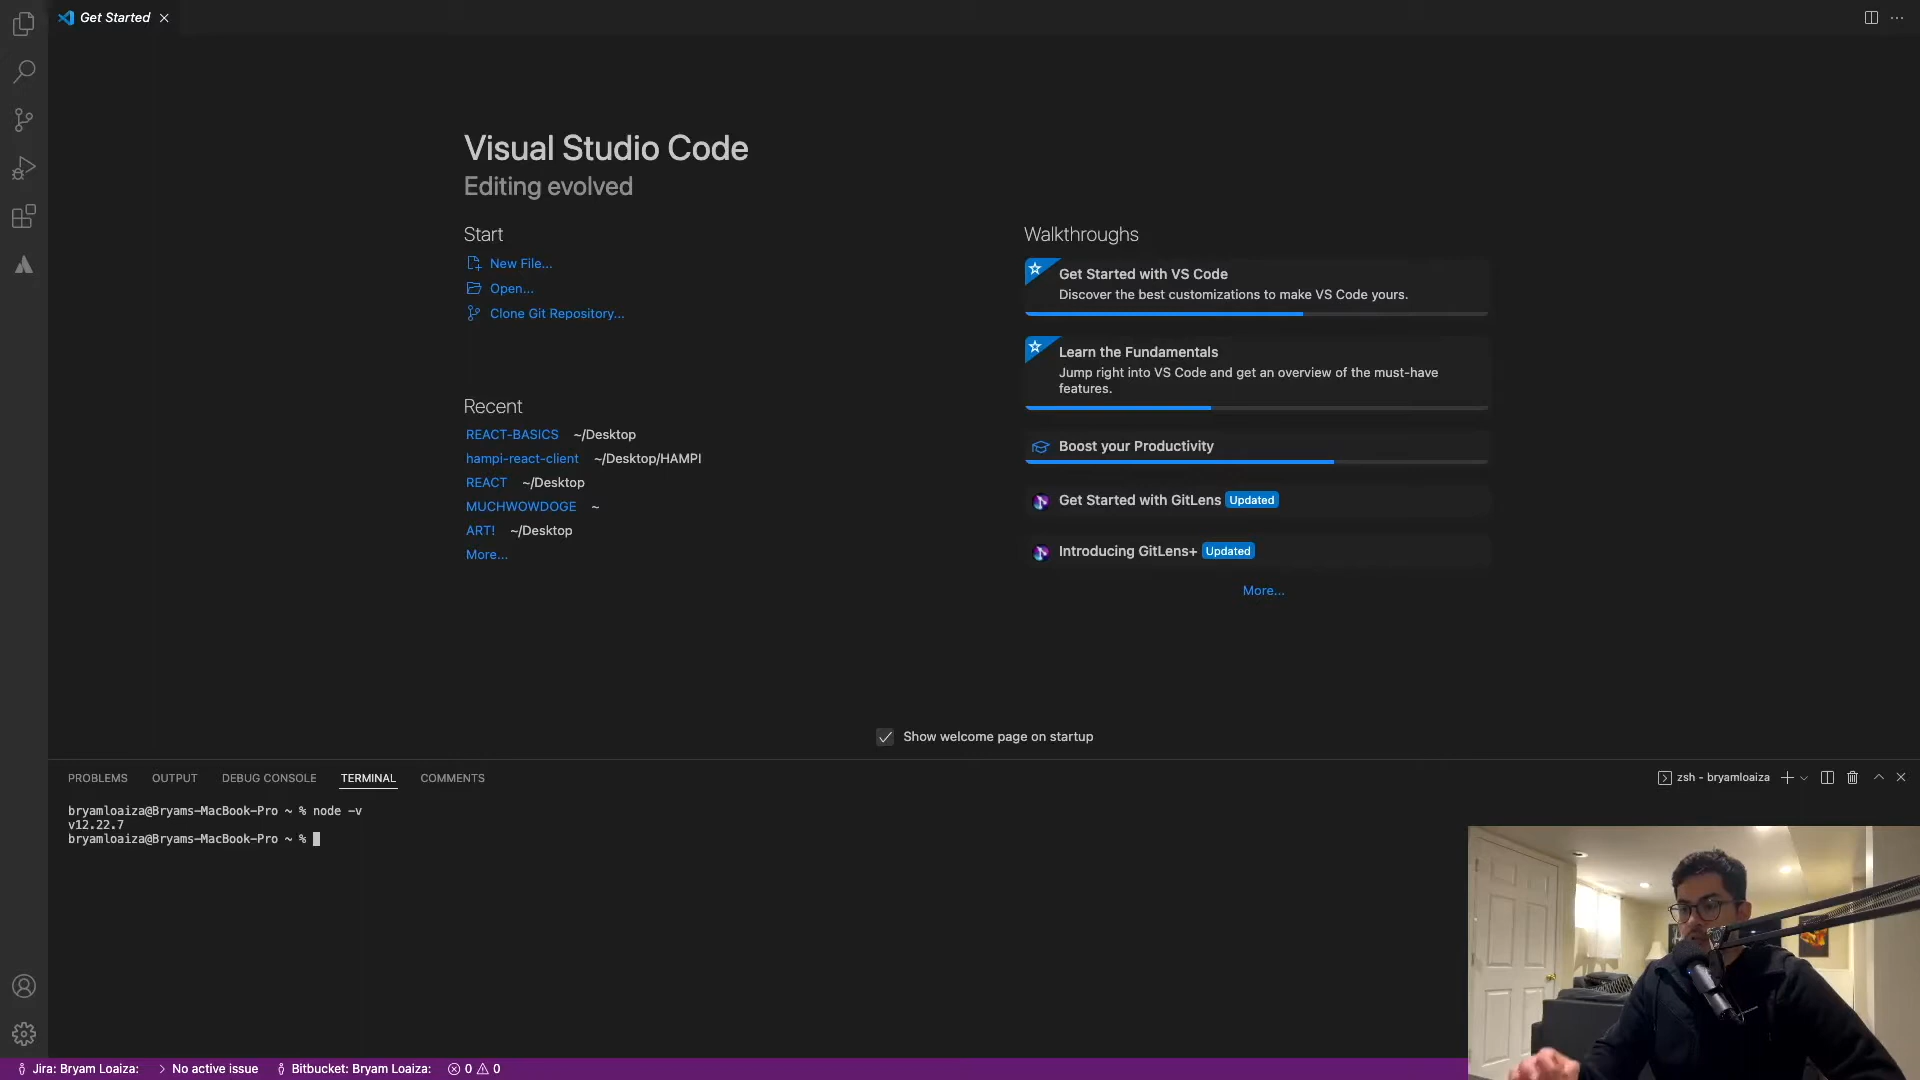 Get Started
Visual Studio Code
Editing evolved
Start
New File...
Open...
Clone Git Repository...
Recent
REACT-BASICS ~/Desktop
hampi-react-client ~/Desktop/HAMPI
REACT ~/Desktop
MUCHWOWDOGE ~
ART! ~/Desktop
More...
Walkthroughs
Get Started with VS Code
Discover the best customizations to make VS Code yours.
Learn the Fundamentals
Jump right into VS Code and get an overview of the must-have
features.
Boost your Productivity
Get Started with GitLens Updated
Introducing GitLens+ Updated
More...
Show welcome page on startup
PROBLEMS OUTPUT DEBUG CONSOLE TERMINAL COMMENTS
zsh - bryamloaiza
bryamloaiza@Bryams-MacBook-Pro ~ % node -v
v12.22.7
bryamloaiza@Bryams-MacBook-Pro ~ %
Jira: Bryam Loaiza: > No active issue Bitbucket: Bryam Loaiza: 0 0